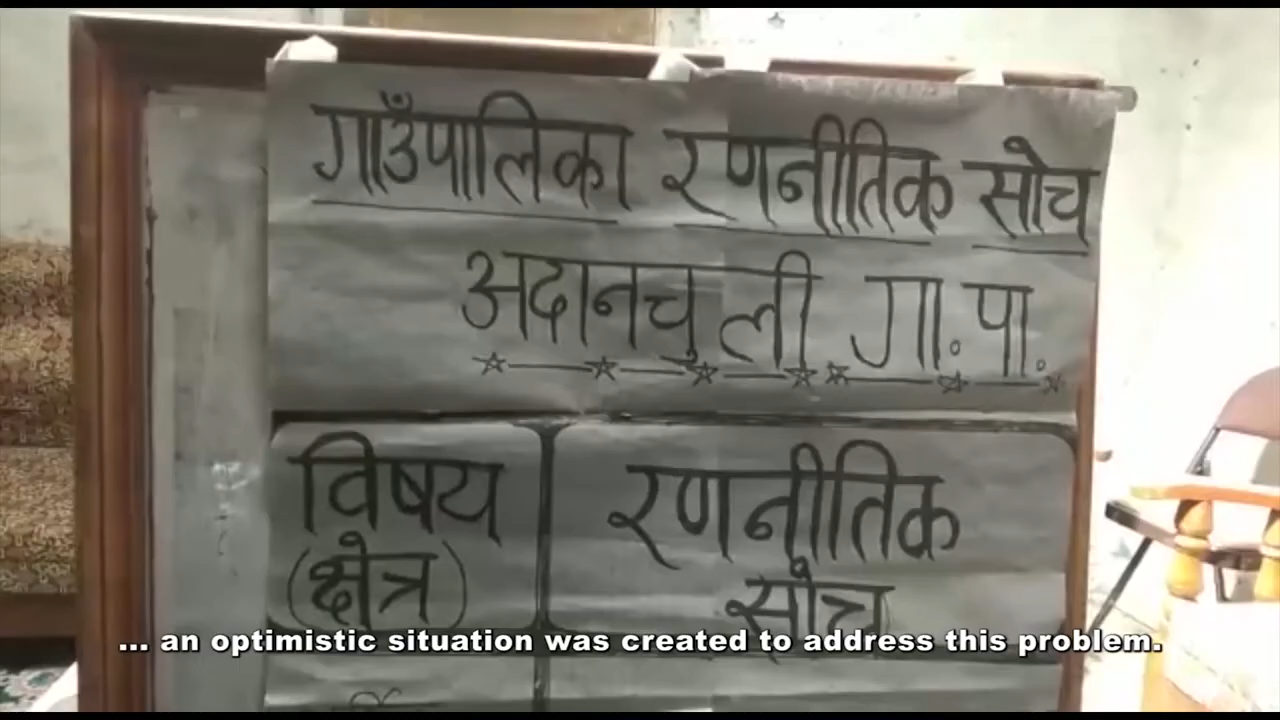 गाउँपालिका रणनीतिक सोच
अदानचुली गा.पा.
विषय
(क्षेत्र)
रणनीतिक
सोच
... an optimistic situation was created to address this problem.